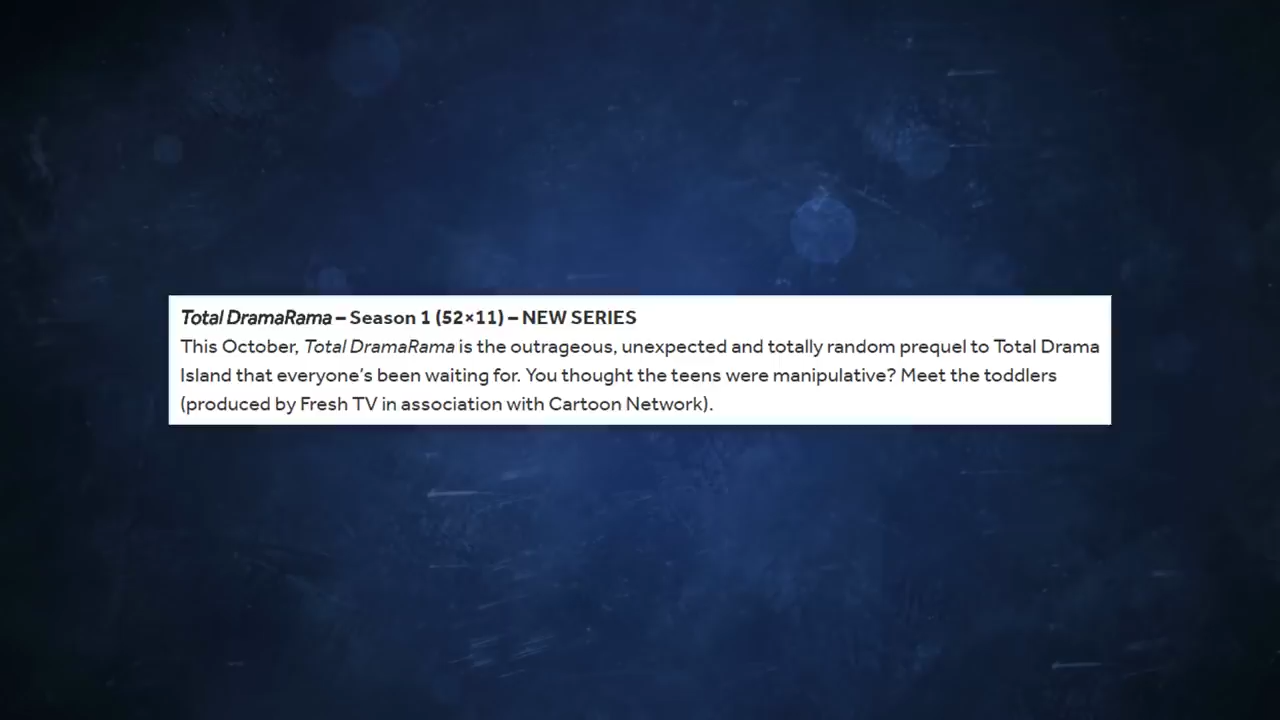 Total DramaRama – Season 1 (52×11) – NEW SERIES
This October, Total DramaRama is the outrageous, unexpected and totally random prequel to Total Drama
Island that everyone’s been waiting for. You thought the teens were manipulative? Meet the toddlers
(produced by Fresh TV in association with Cartoon Network).